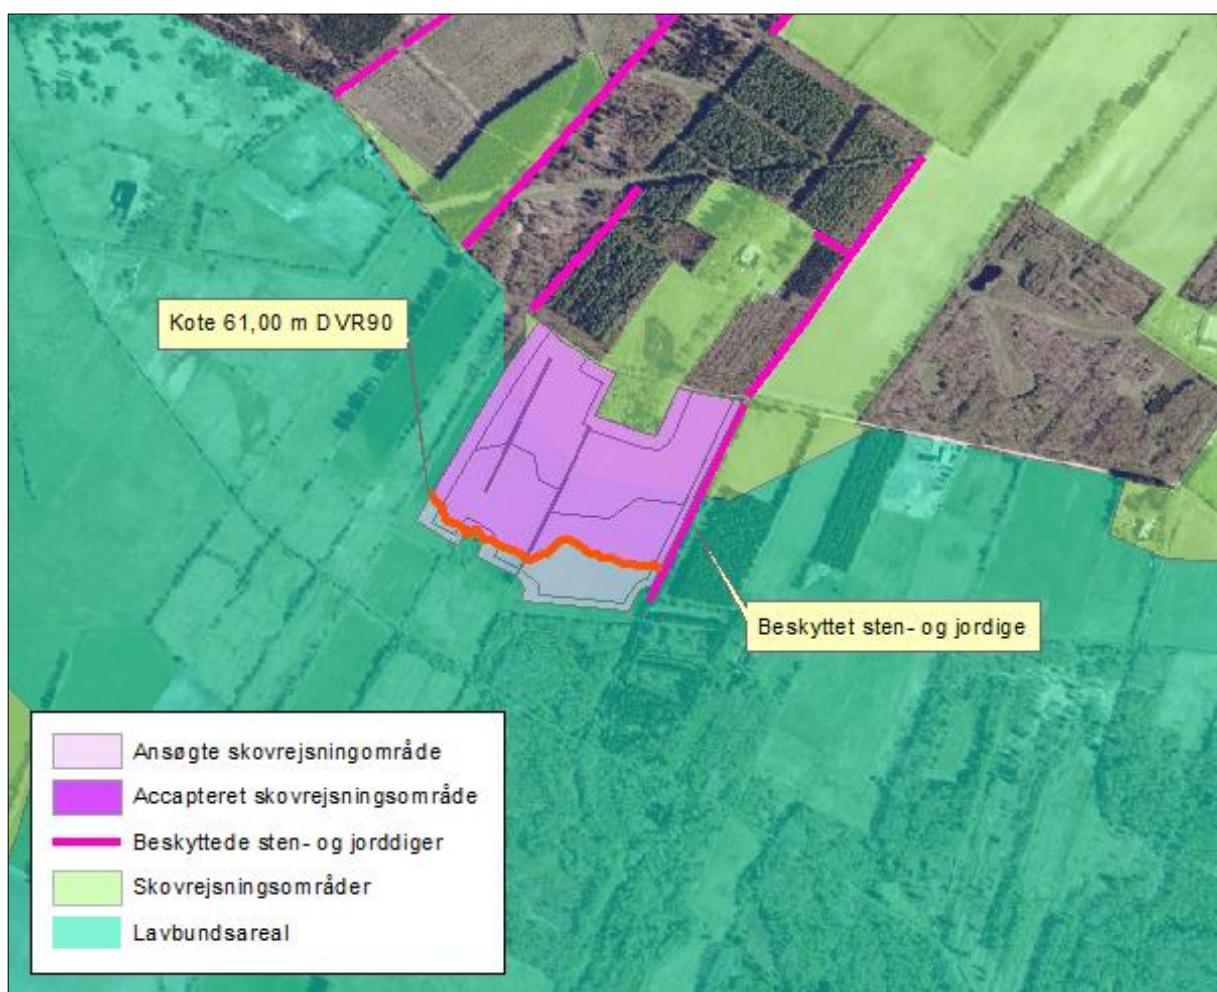 Kote 61,00 m DVR90
Beskyttet sten- og jordige
Ansøgte skovrejsningområde
Accapteret skovrejsningsområde
Beskyttede sten- og jorddiger
Skovrejsningsområder
Lavbundsareal